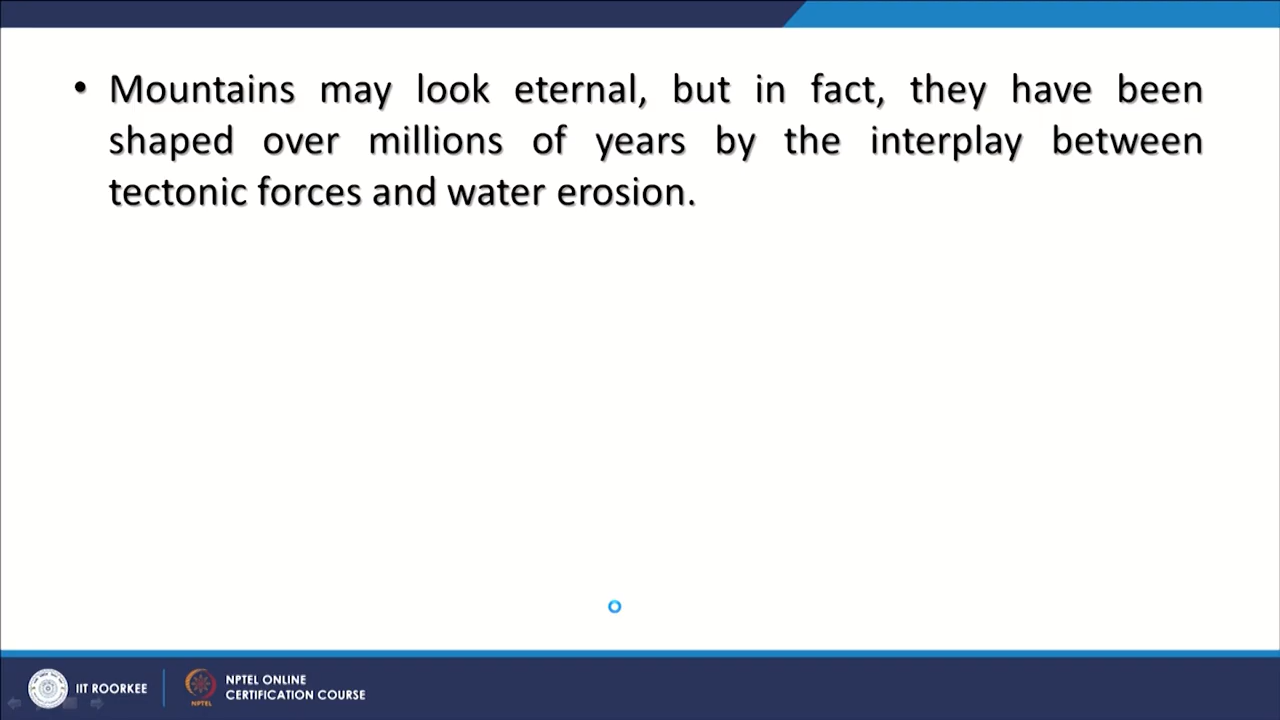 • Mountains may look eternal, but in fact, they have been
shaped over millions of years by the interplay between
tectonic forces and water erosion.
IIT ROORKEE
NPTEL
NPTEL ONLINE
CERTIFICATION COURSE